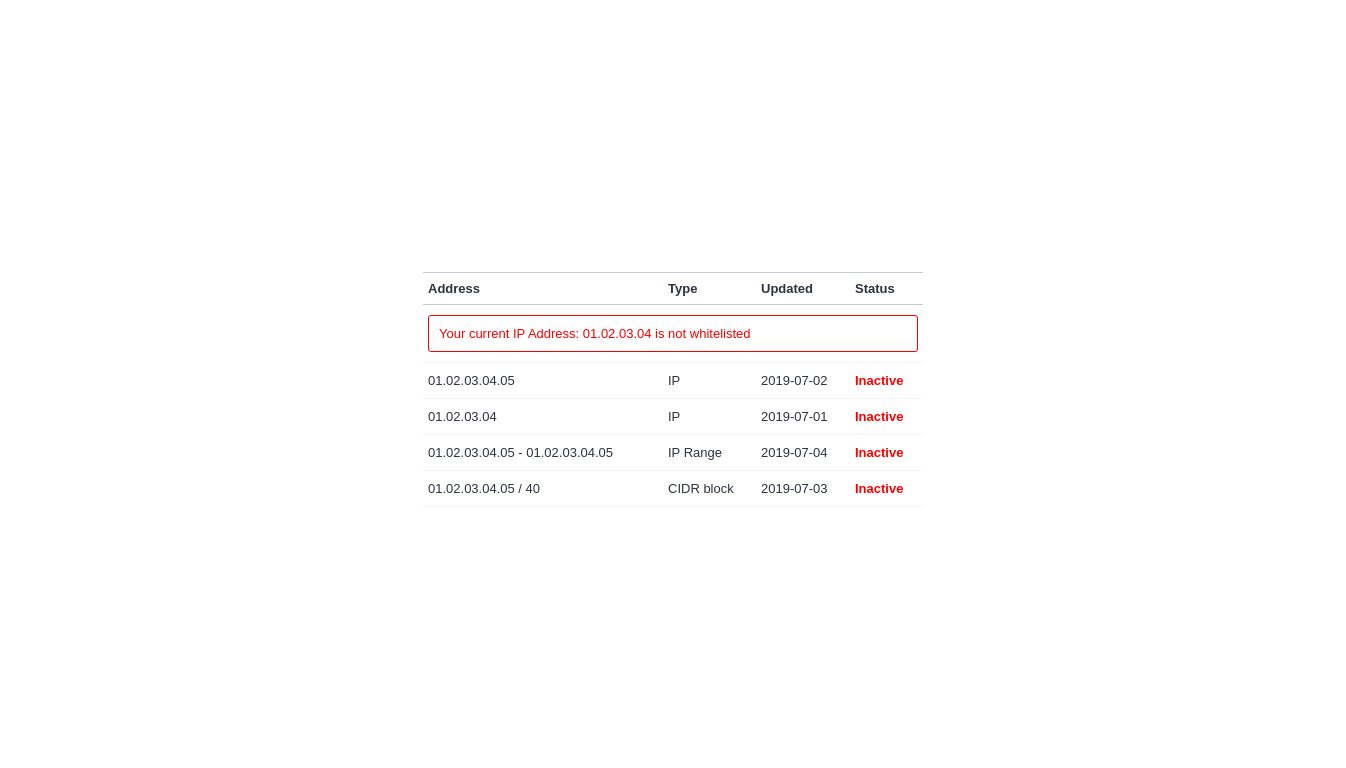 Address Type Updated Status
Your current IP Address: 01.02.03.04 is not whitelisted
01.02.03.04.05 IP 2019-07-02 Inactive
01.02.03.04 IP 2019-07-01 Inactive
01.02.03.04.05 - 01.02.03.04.05 IP Range 2019-07-04 Inactive
01.02.03.04.05 / 40 CIDR block 2019-07-03 Inactive